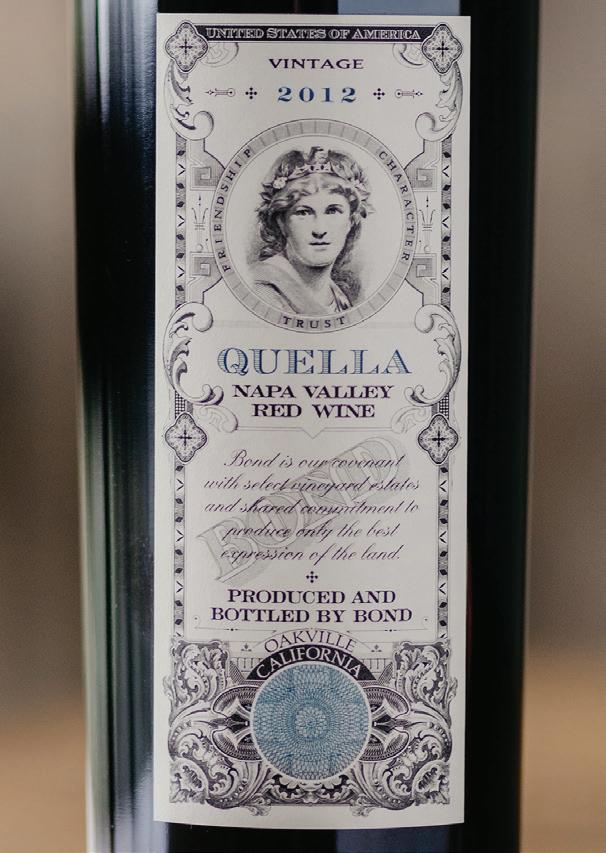 UNITED STATES OF AMERICA
VINTAGE
2012
FRIENDSHIP
CHARACTER
TRUST
QUELLA
NAPA VALLEY
RED WINE
BOND
Bond is our covenant
with select vineyard estates
and shared commitment to
produce only the best
expression of the land.
PRODUCED AND
BOTTLED BY BOND
OAKVILLE
CALIFORNIA